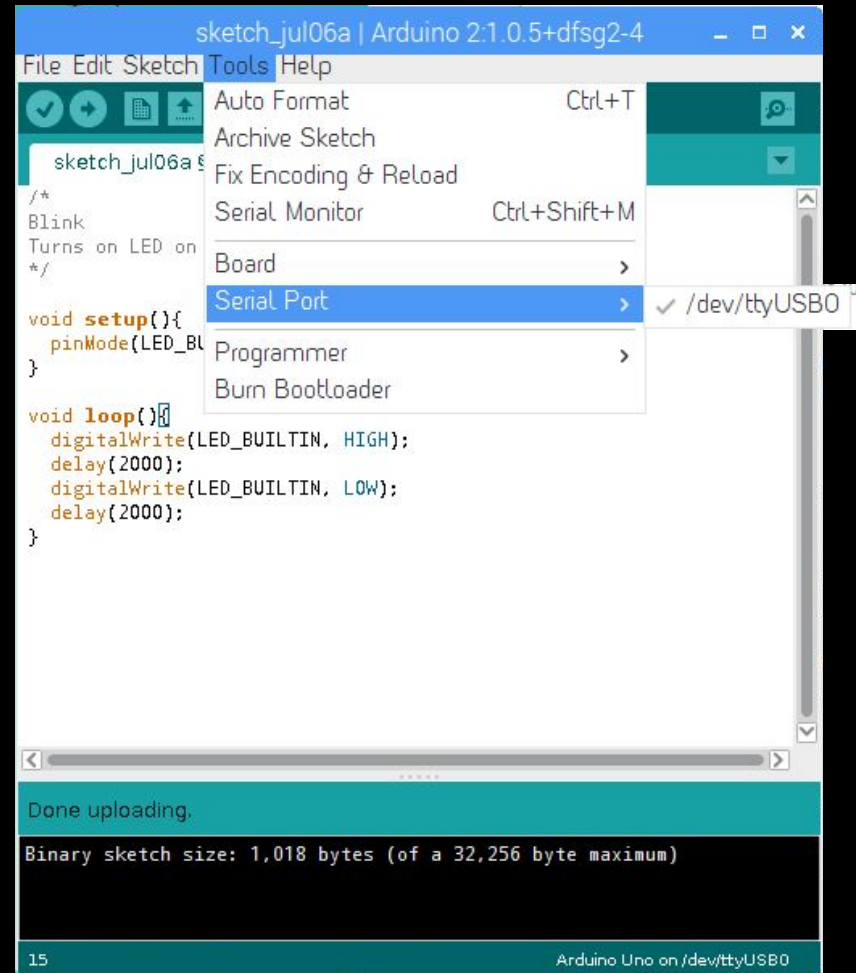 sketch_jul06a | Arduino 2:1.0.5+dfsg2-4
File Edit Sketch Tools Help
Auto Format Ctrl+T
Archive Sketch
Fix Encoding & Reload
Serial Monitor Ctrl+Shift+M
Board
Serial Port
/dev/ttyUSB0
Programmer
Burn Bootloader
sketch_jul06a §
/*
Blink
Turns on LED on
*/
void setup(){
pinMode(LED_BU
}
void loop(){
digitalWrite(LED_BUILTIN, HIGH);
delay(2000);
digitalWrite(LED_BUILTIN, LOW);
delay(2000);
}
Done uploading.
Binary sketch size: 1,018 bytes (of a 32,256 byte maximum)
15 Arduino Uno on /dev/ttyUSB0